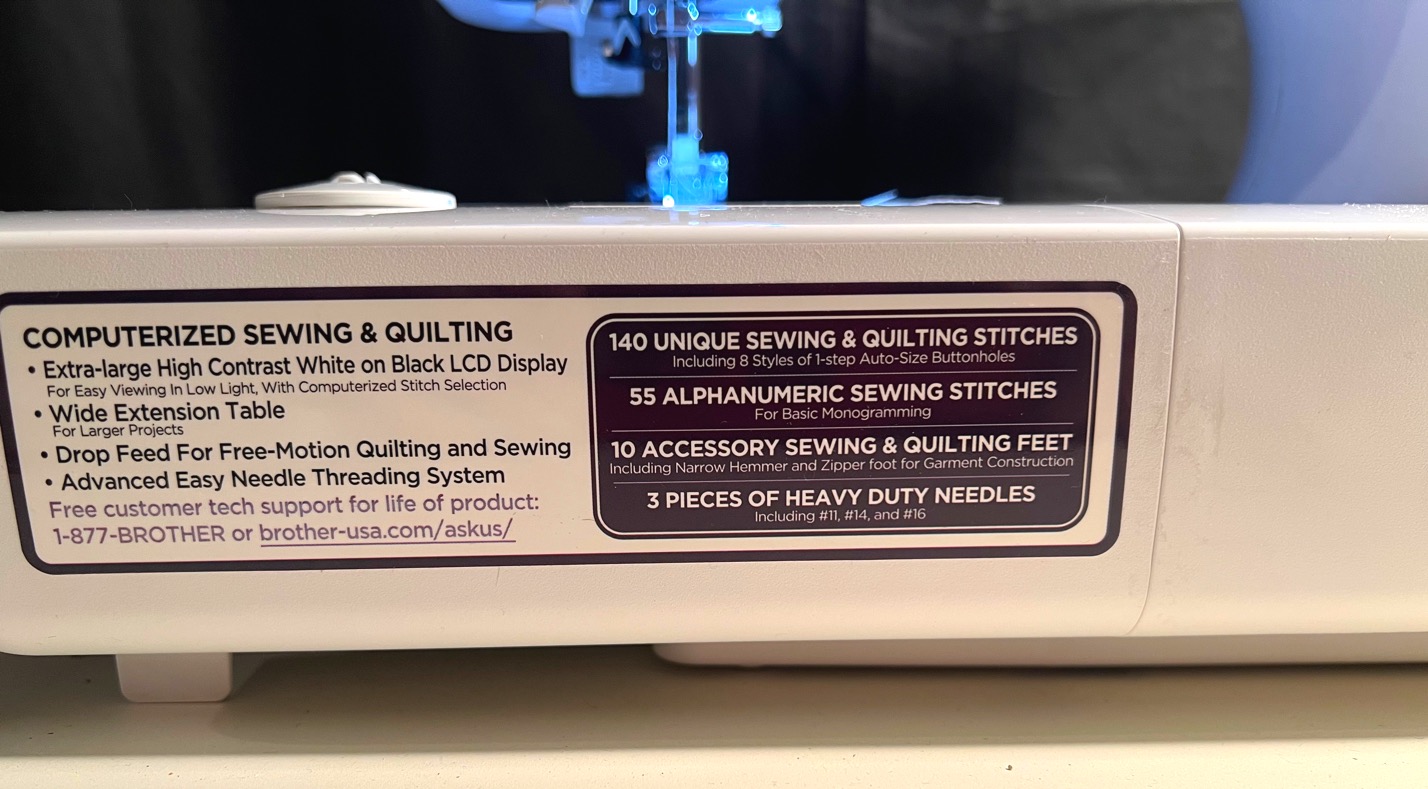 COMPUTERIZED SEWING & QUILTING
• Extra-large High Contrast White on Black LCD Display
For Easy Viewing In Low Light, With Computerized Stitch Selection
• Wide Extension Table
For Larger Projects
• Drop Feed For Free-Motion Quilting and Sewing
• Advanced Easy Needle Threading System
Free customer tech support for life of product:
1-877-BROTHER or brother-usa.com/askus/
140 UNIQUE SEWING & QUILTING STITCHES
Including 8 Styles of 1-step Auto-Size Buttonholes
55 ALPHANUMERIC SEWING STITCHES
For Basic Monogramming
10 ACCESSORY SEWING & QUILTING FEET
Including Narrow Hemmer and Zipper foot for Garment Construction
3 PIECES OF HEAVY DUTY NEEDLES
Including #11, #14, and #16